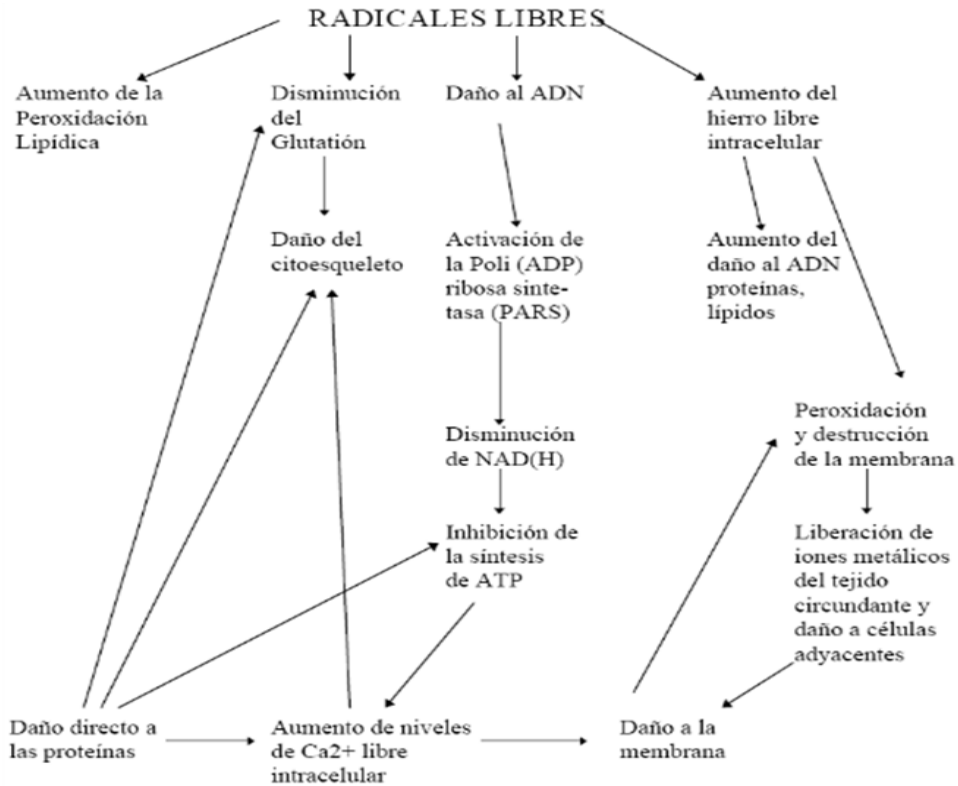 RADICALES LIBRES
Aumento de la
Peroxidación
Lipídica
Disminución
del
Glutatión
Daño al ADN
Aumento del
hierro libre
intracelular
Daño del
citoesqueleto
Activación de
la Poli (ADP)
ribosa sinte-
tasa (PARS)
Aumento del
daño al ADN
proteínas,
lípidos
Disminución
de NAD(H)
Peroxidación
y destrucción
de la membrana
Inhibición de
la síntesis
de ATP
Liberación de
iones metálicos
del tejido
circundante y
daño a células
adyacentes
Daño directo a
las proteínas
Aumento de niveles
de Ca2+ libre
intracelular
Daño a la
membrana